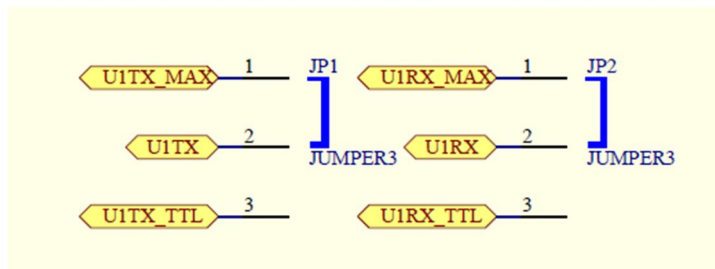 U1TX_MAX 1 JP1 U1RX_MAX 1 JP2
U1TX 2 U1RX 2
JUMPER3 JUMPER3
U1TX_TTL 3 U1RX_TTL 3